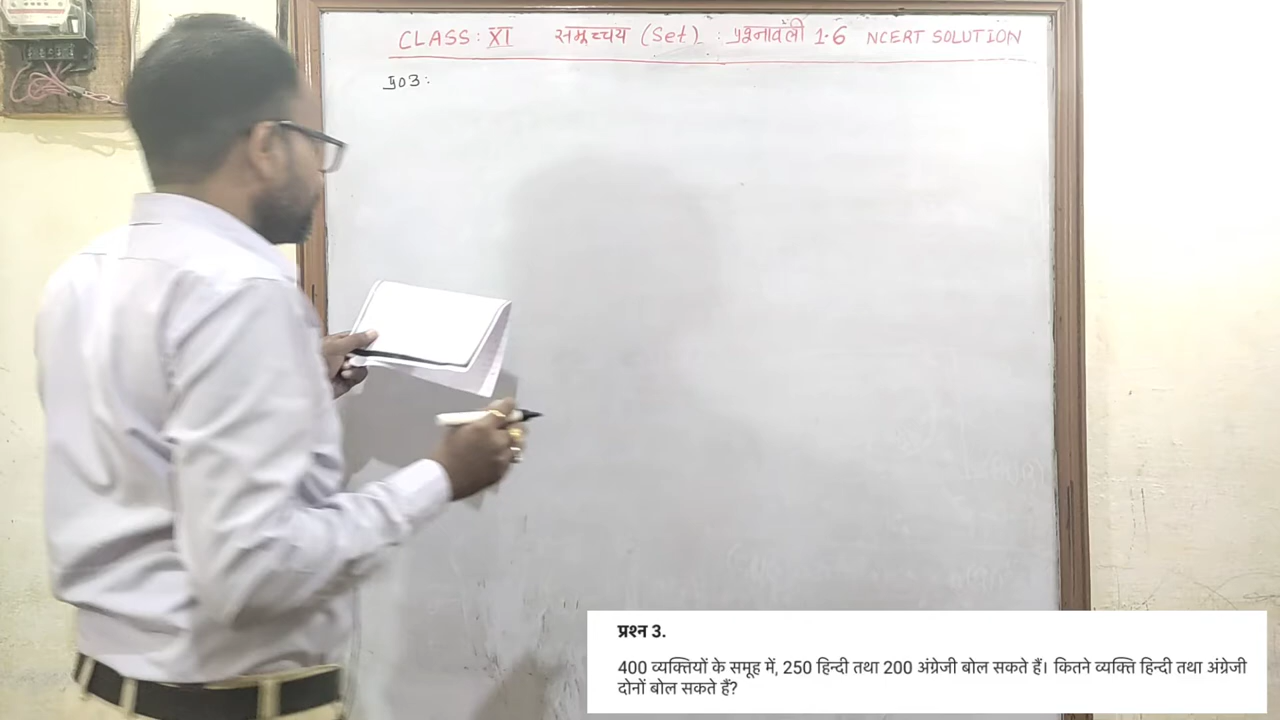 CLASS: XI समुच्चय (Set) : प्रश्नावली 1.6 NCERT SOLUTION
प्र०3:
प्रश्न 3.
400 व्यक्तियों के समूह में, 250 हिन्दी तथा 200 अंग्रेजी बोल सकते हैं। कितने व्यक्ति हिन्दी तथा अंग्रेजी
दोनों बोल सकते हैं?